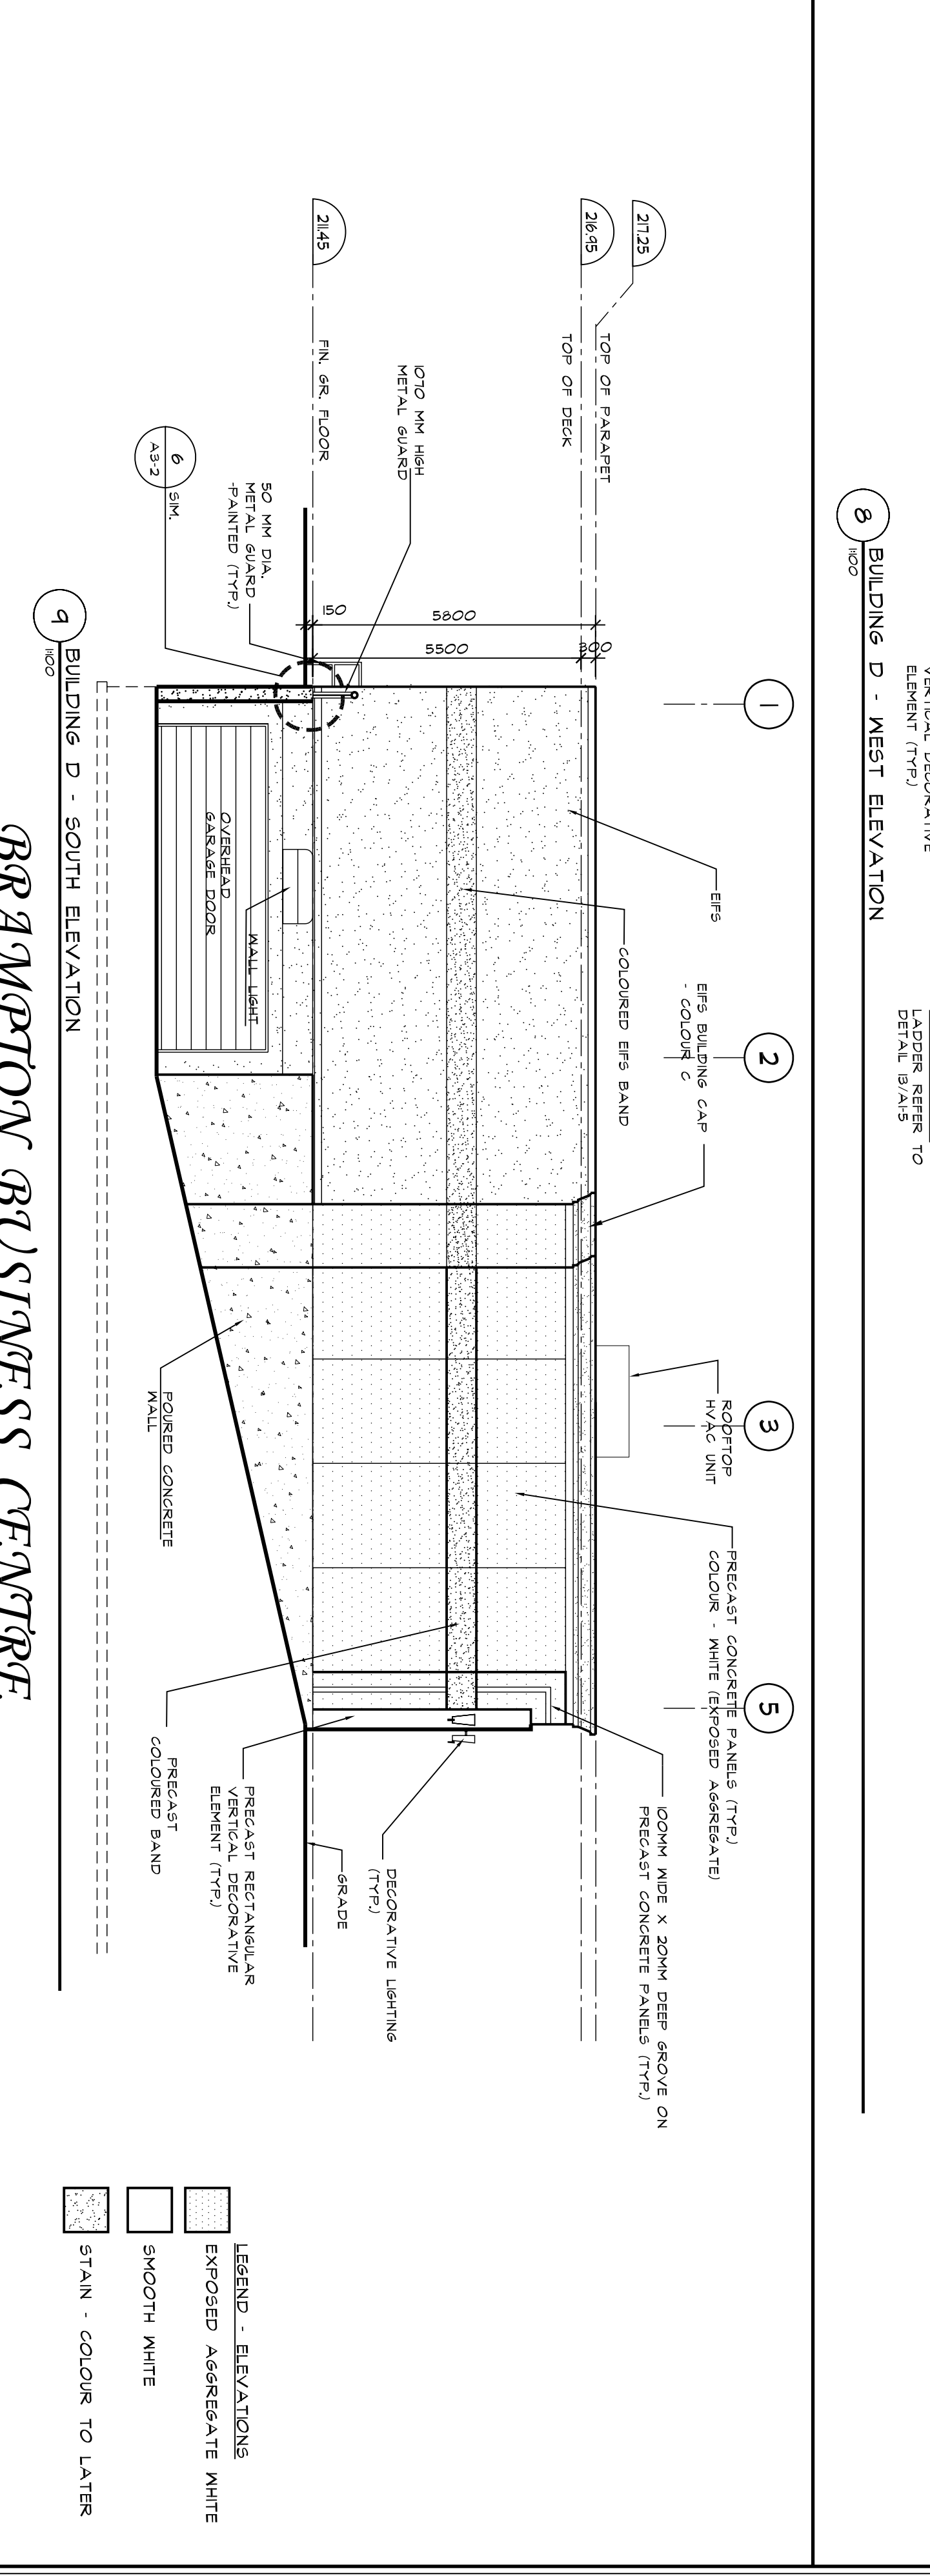 VERTICAL DECORATIVE
ELEMENT (TYP.)
LADDER REFER TO
DETAIL 13/A1-5
8
BUILDING D - WEST ELEVATION
1:100
1
2
3
5
217.25
TOP OF PARAPET
216.95
TOP OF DECK
211.45
FIN. GR. FLOOR
1070 MM HIGH
METAL GUARD
50 MM DIA.
METAL GUARD
-PAINTED (TYP.)
6
A3-2
SIM.
150
5800
5500
300
EIFS
COLOURED EIFS BAND
EIFS BUILDING CAP
- COLOUR C
ROOFTOP
HVAC UNIT
PRECAST CONCRETE PANELS (TYP.)
COLOUR - WHITE (EXPOSED AGGREGATE)
100MM WIDE X 20MM DEEP GROVE ON
PRECAST CONCRETE PANELS (TYP.)
OVERHEAD
GARAGE DOOR
WALL LIGHT
POURED CONCRETE
WALL
PRECAST
COLOURED BAND
PRECAST RECTANGULAR
VERTICAL DECORATIVE
ELEMENT (TYP.)
GRADE
DECORATIVE LIGHTING
(TYP.)
9
BUILDING D - SOUTH ELEVATION
1:100
LEGEND - ELEVATIONS
EXPOSED AGGREGATE WHITE
SMOOTH WHITE
STAIN - COLOUR TO LATER
BRAMPTON BUSINESS CENTRE